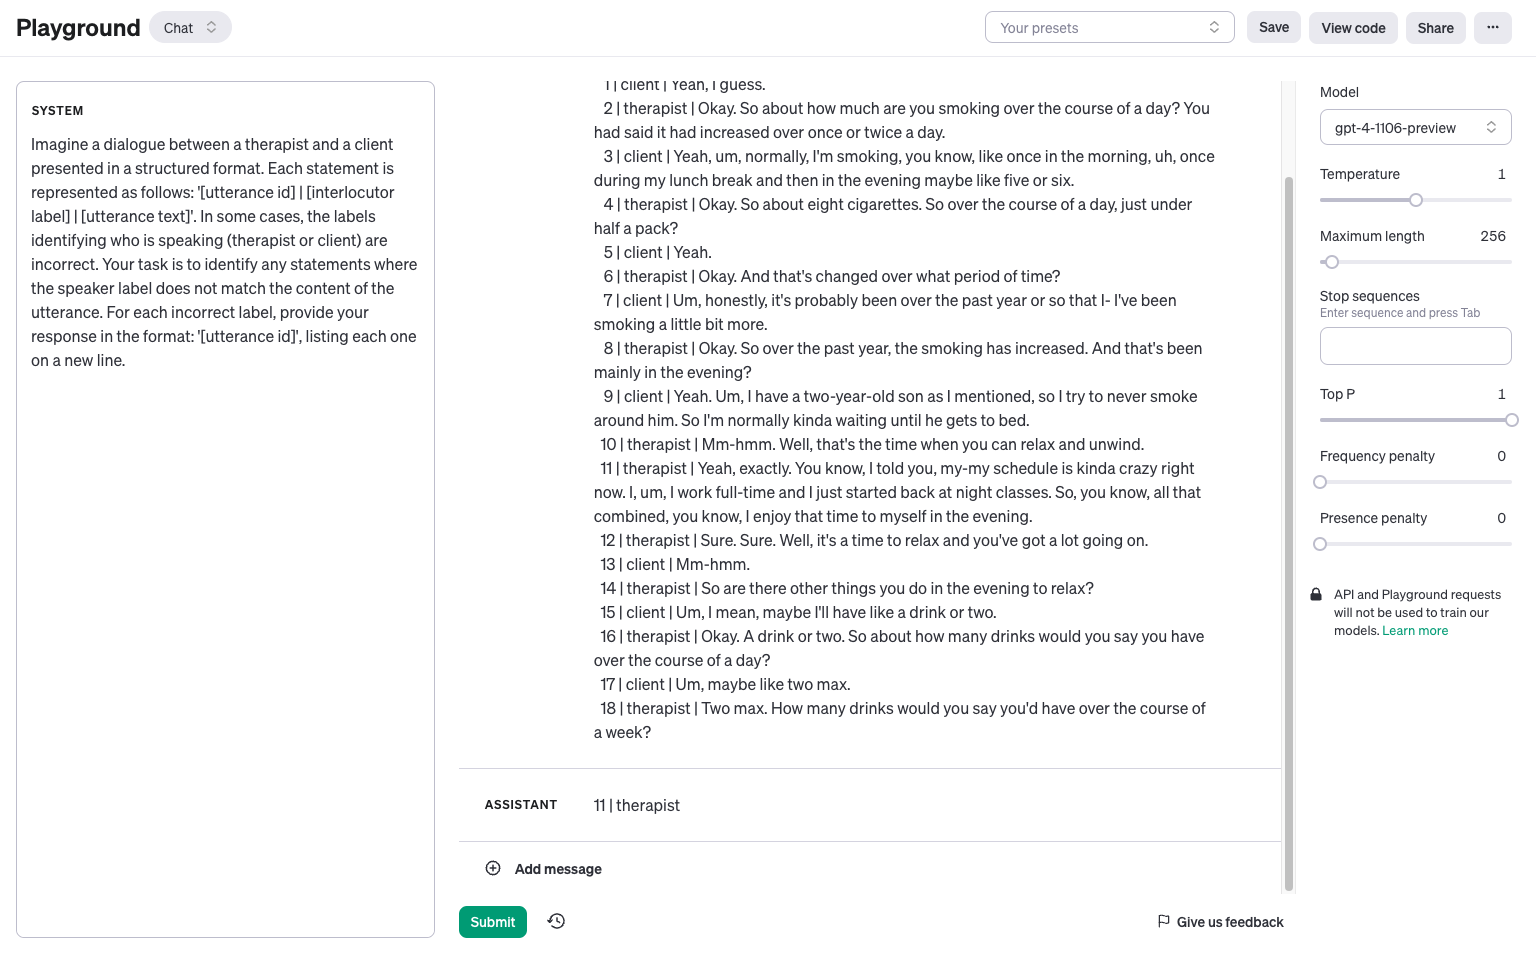 Playground
Chat
Your presets
Save
View code
Share
...
SYSTEM
Imagine a dialogue between a therapist and a client
presented in a structured format. Each statement is
represented as follows: '[utterance id] | [interlocutor
label] | [utterance text]'. In some cases, the labels
identifying who is speaking (therapist or client) are
incorrect. Your task is to identify any statements where
the speaker label does not match the content of the
utterance. For each incorrect label, provide your
response in the format: '[utterance id]', listing each one
on a new line.
1 | client | Yeah, I guess.
2 | therapist | Okay. So about how much are you smoking over the course of a day? You
had said it had increased over once or twice a day.
3 | client | Yeah, um, normally, I'm smoking, you know, like once in the morning, uh, once
during my lunch break and then in the evening maybe like five or six.
4 | therapist | Okay. So about eight cigarettes. So over the course of a day, just under
half a pack?
5 | client | Yeah.
6 | therapist | Okay. And that's changed over what period of time?
7 | client | Um, honestly, it's probably been over the past year or so that I- I've been
smoking a little bit more.
8 | therapist | Okay. So over the past year, the smoking has increased. And that's been
mainly in the evening?
9 | client | Yeah. Um, I have a two-year-old son as I mentioned, so I try to never smoke
around him. So I'm normally kinda waiting until he gets to bed.
10 | therapist | Mm-hmm. Well, that's the time when you can relax and unwind.
11 | therapist | Yeah, exactly. You know, I told you, my-my schedule is kinda crazy right
now. I, um, I work full-time and I just started back at night classes. So, you know, all that
combined, you know, I enjoy that time to myself in the evening.
12 | therapist | Sure. Sure. Well, it's a time to relax and you've got a lot going on.
13 | client | Mm-hmm.
14 | therapist | So are there other things you do in the evening to relax?
15 | client | Um, I mean, maybe I'll have like a drink or two.
16 | therapist | Okay. A drink or two. So about how many drinks would you say you have
over the course of a day?
17 | client | Um, maybe like two max.
18 | therapist | Two max. How many drinks would you say you'd have over the course of
a week?
ASSISTANT
11 | therapist
Add message
Submit
Give us feedback
Model
gpt-4-1106-preview
Temperature 1
Maximum length 256
Stop sequences
Enter sequence and press Tab
Top P 1
Frequency penalty 0
Presence penalty 0
API and Playground requests
will not be used to train our
models. Learn more